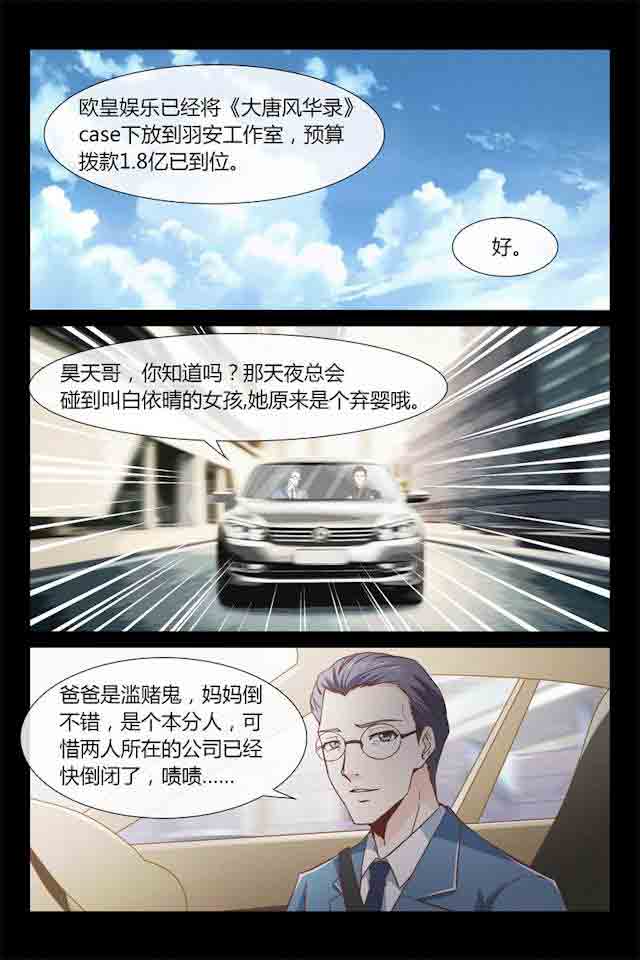 欧皇娱乐已经将《大唐风华录》
case下放到羽安工作室，预算
拨款1.8亿已到位。
好。
昊天哥，你知道吗？那天夜总会
碰到叫白依晴的女孩,她原来是个弃婴哦。
爸爸是滥赌鬼，妈妈倒
不错，是个本分人，可
惜两人所在的公司已经
快倒闭了，啧啧……